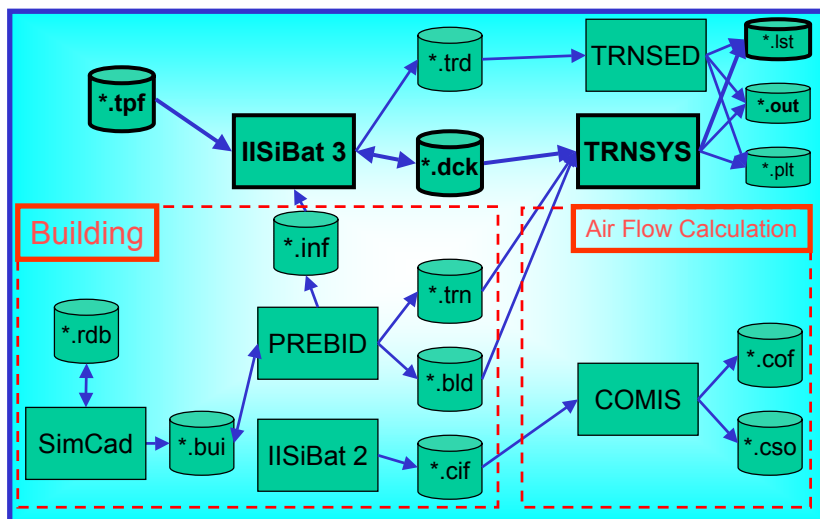 *.trd
TRNSED
*.lst
*.tpf
*.out
IISiBat 3
*.dck
TRNSYS
*.plt
Building
*.inf
Air Flow Calculation
*.trn
*.rdb
PREBID
*.bld
*.cof
COMIS
SimCad
*.bui
IISiBat 2
*.cif
*.cso